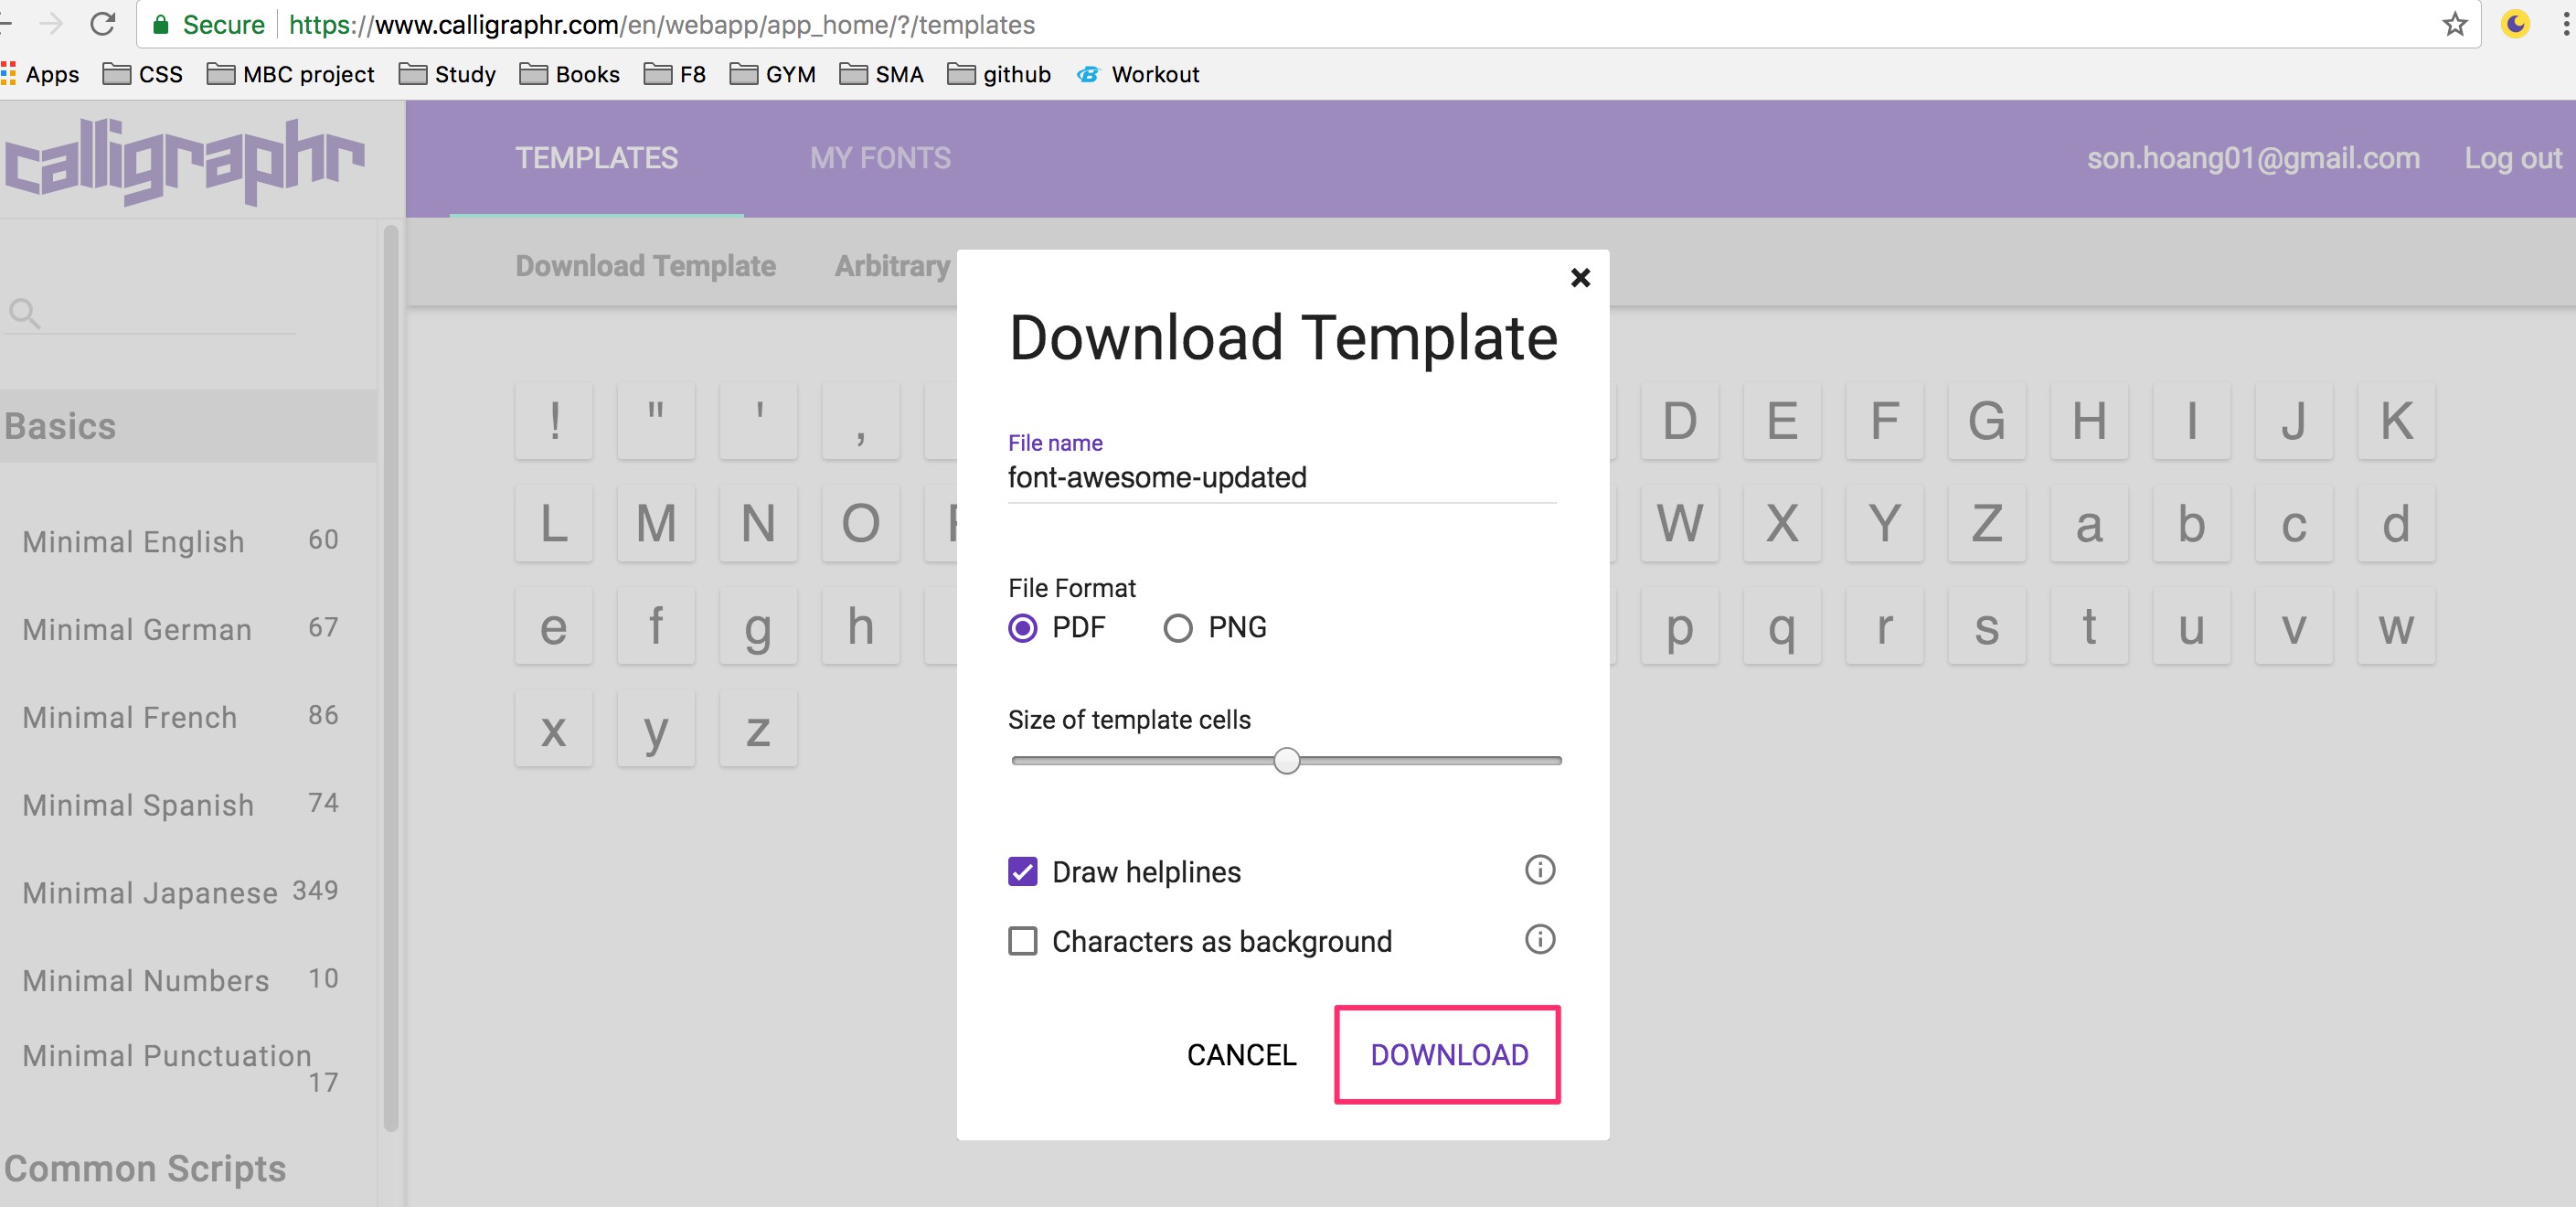 Secure https://www.calligraphr.com/en/webapp/app_home/?/templates
Apps CSS MBC project Study Books F8 GYM SMA github Workout
calligraphr
TEMPLATES MY FONTS son.hoang01@gmail.com Log out
Download Template Arbitrary
Basics
Minimal English 60
Minimal German 67
Minimal French 86
Minimal Spanish 74
Minimal Japanese 349
Minimal Numbers 10
Minimal Punctuation
17
Common Scripts
! " ' , D E F G H I J K
L M N O W X Y Z a b c d
e f g h p q r s t u v w
x y z
Download Template
File name
font-awesome-updated
File Format
PDF PNG
Size of template cells
Draw helplines
Characters as background
CANCEL DOWNLOAD